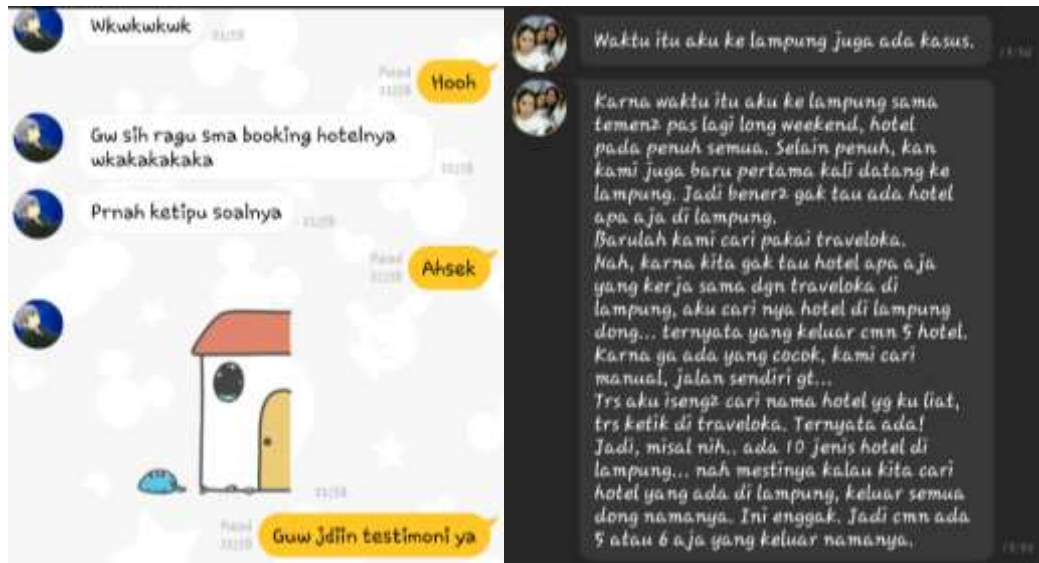 Wkwkwkwk
Hooh
Gw sih ragu sma booking hotelnya
wkakakakaka
Prnah ketipu soalnya
Ahsek
Guw jdiin testimoni ya
Waktu itu aku ke lampung juga ada kasus.
Karna waktu itu aku ke lampung sama
temen2 pas lagi long weekend, hotel
pada penuh semua. Selain penuh, kan
kami juga baru pertama kali datang ke
lampung. Jadi bener2 gak tau ada hotel
apa aja di lampung.
Barulah kami cari pakai traveloka.
Nah, karna kita gak tau hotel apa aja
yang kerja sama dgn traveloka di
lampung, aku cari nya hotel di lampung
dong... ternyata yang keluar cmn 5 hotel.
Karna ga ada yang cocok, kami cari
manual, jalan sendiri gt...
Trs aku iseng2 cari nama hotel yg ku liat,
trs ketik di traveloka. Ternyata ada!
Jadi, misal nih.. ada 10 jenis hotel di
lampung... nah mestinya kalau kita cari
hotel yang ada di lampung, keluar semua
dong namanya. Ini enggak. Jadi cmn ada
5 atau 6 aja yang keluar namanya.